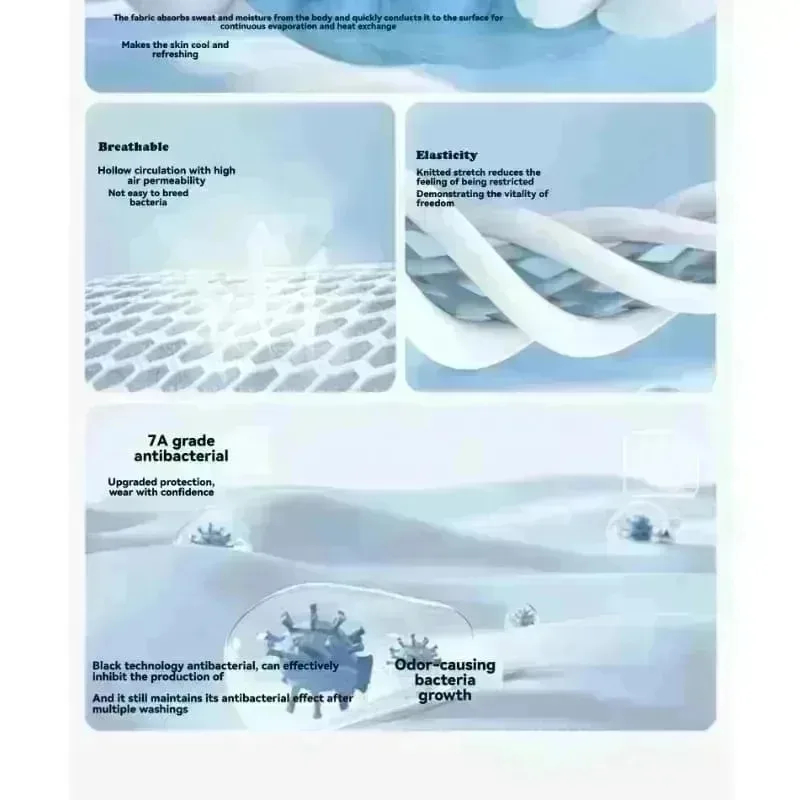 The fabric absorbs sweat and moisture from the body and quickly conducts it to the surface for
continuous evaporation and heat exchange
Makes the skin cool and
refreshing
Breathable
Hollow circulation with high
air permeability
Not easy to breed
bacteria
Elasticity
Knitted stretch reduces the
feeling of being restricted
Demonstrating the vitality of
freedom
7A grade
antibacterial
Upgraded protection,
wear with confidence
Black technology antibacterial, can effectively
inhibit the production of
Odor-causing
bacteria
growth
And it still maintains its antibacterial effect after
multiple washings